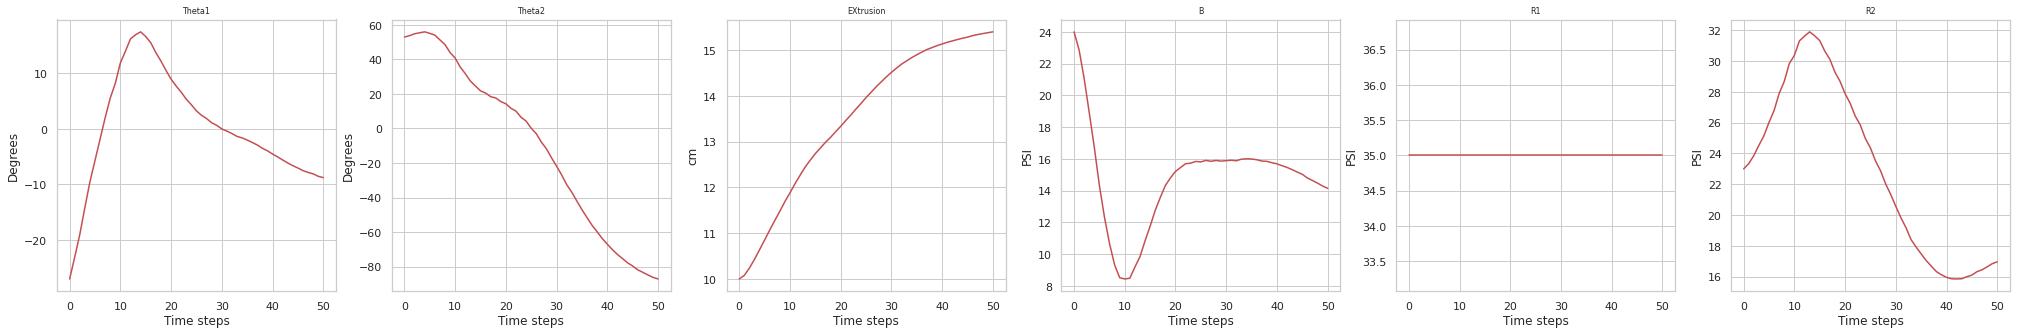 Theta1
10
0
−10
−20
Degrees
0 10 20 30 40 50
Time steps
Theta2
60
40
20
0
−20
−40
−60
−80
Degrees
0 10 20 30 40 50
Time steps
EXtrusion
15
14
13
12
11
10
cm
0 10 20 30 40 50
Time steps
B
24
22
20
18
16
14
12
10
8
PSI
0 10 20 30 40 50
Time steps
R1
36.5
36.0
35.5
35.0
34.5
34.0
33.5
PSI
0 10 20 30 40 50
Time steps
R2
32
30
28
26
24
22
20
18
16
PSI
0 10 20 30 40 50
Time steps